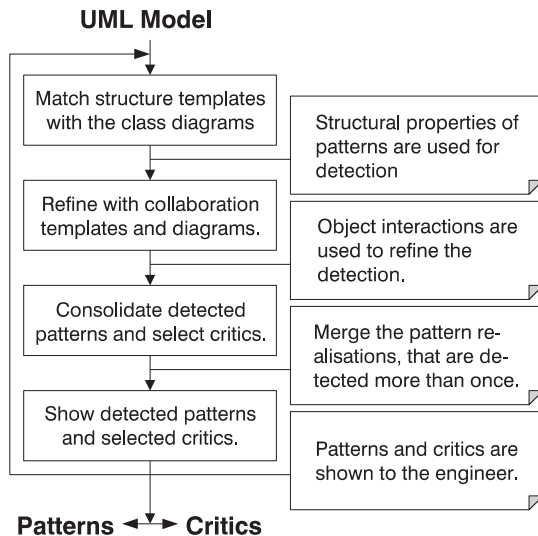 UML Model
Match structure templates
with the class diagrams
Structural properties of
patterns are used for
detection
Refine with collaboration
templates and diagrams.
Object interactions are
used to refine the
detection.
Consolidate detected
patterns and select critics.
Merge the pattern re-
alisations, that are de-
tected more than once.
Show detected patterns
and selected critics.
Patterns and critics are
shown to the engineer.
Patterns
Critics